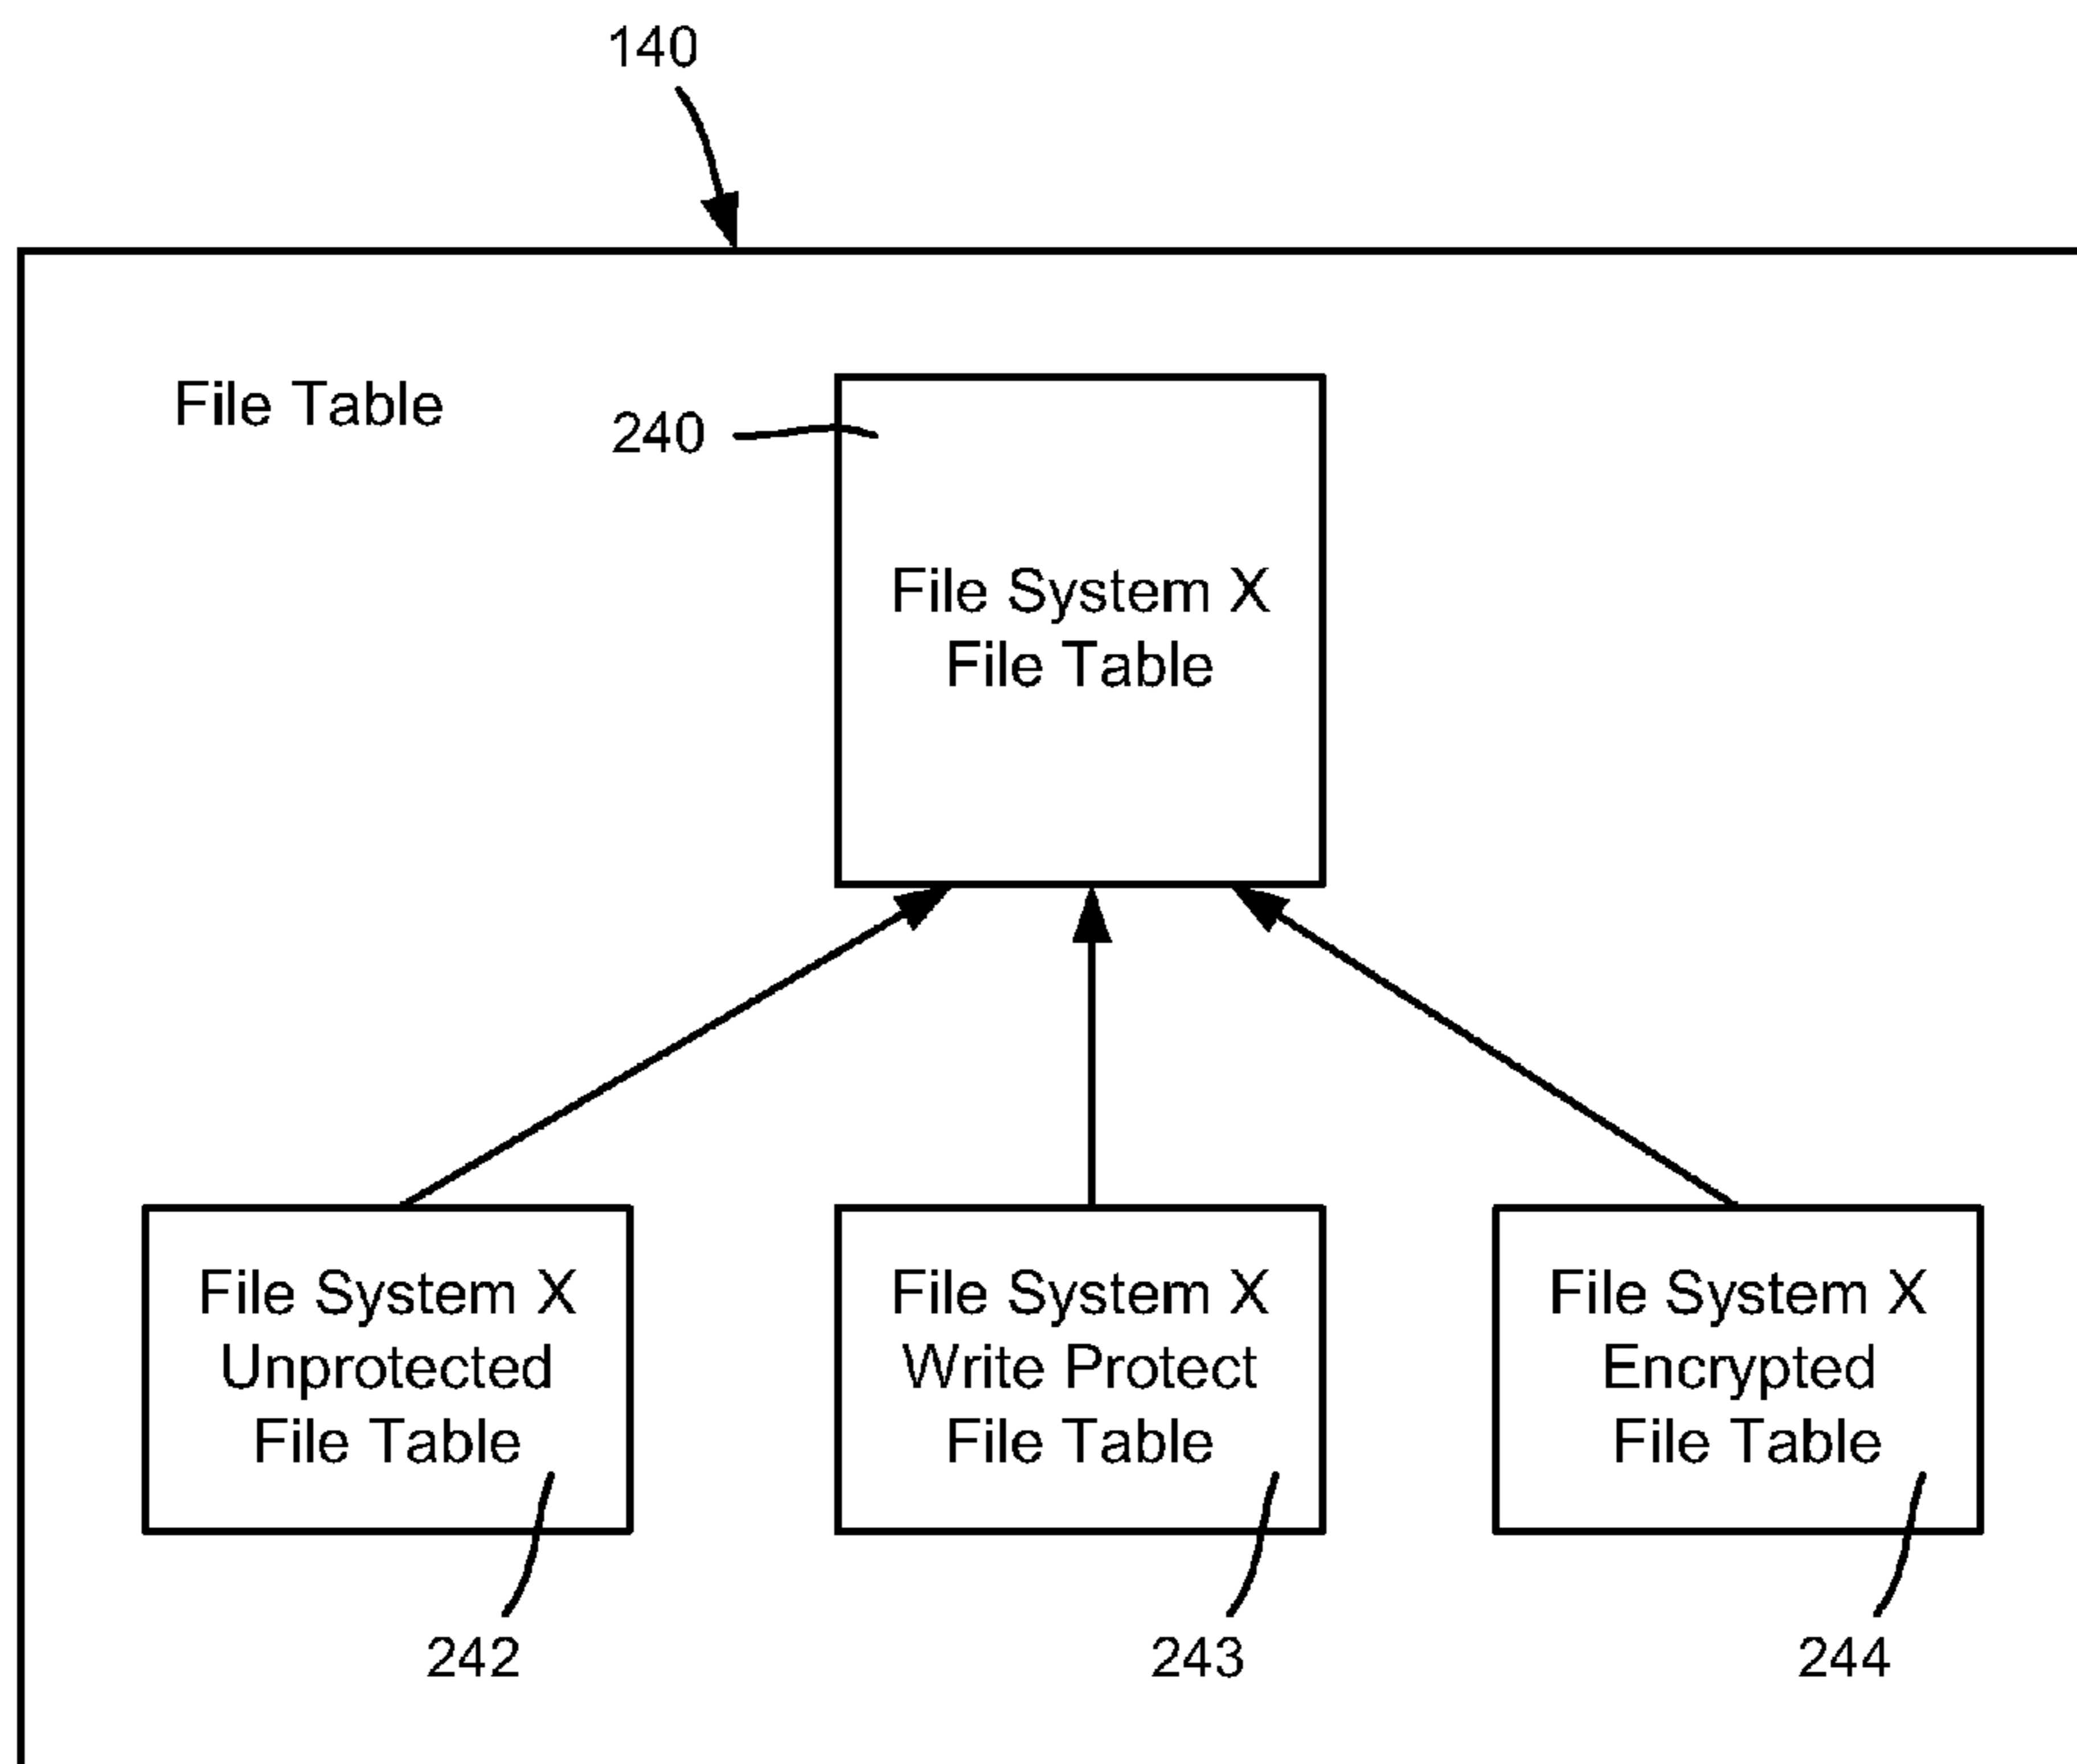 140
File Table
240
File System X
File Table
File System X
Unprotected
File Table
File System X
Write Protect
File Table
File System X
Encrypted
File Table
242
243
244